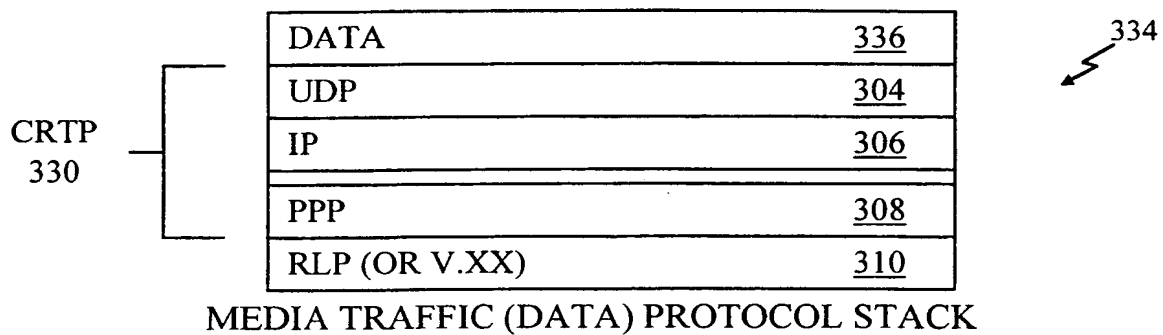 DATA 336
334
UDP 304
CRTP
330
IP 306
PPP 308
RLP (OR V.XX) 310
MEDIA TRAFFIC (DATA) PROTOCOL STACK